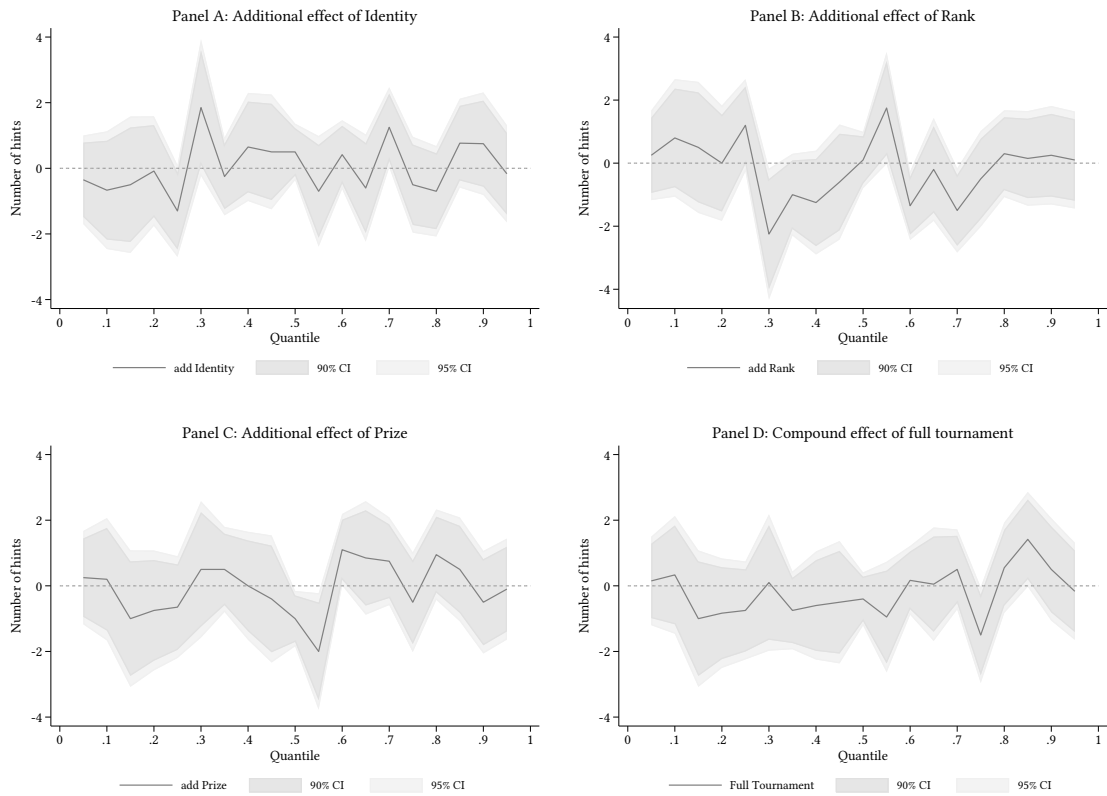 Panel A: Additional effect of Identity
Number of hints
4
2
0
-2
-4
0 .1 .2 .3 .4 .5 .6 .7 .8 .9 1
Quantile
add Identity 90% CI 95% CI
Panel B: Additional effect of Rank
Number of hints
4
2
0
-2
-4
0 .1 .2 .3 .4 .5 .6 .7 .8 .9 1
Quantile
add Rank 90% CI 95% CI
Panel C: Additional effect of Prize
Number of hints
4
2
0
-2
-4
0 .1 .2 .3 .4 .5 .6 .7 .8 .9 1
Quantile
add Prize 90% CI 95% CI
Panel D: Compound effect of full tournament
Number of hints
4
2
0
-2
-4
0 .1 .2 .3 .4 .5 .6 .7 .8 .9 1
Quantile
Full Tournament 90% CI 95% CI